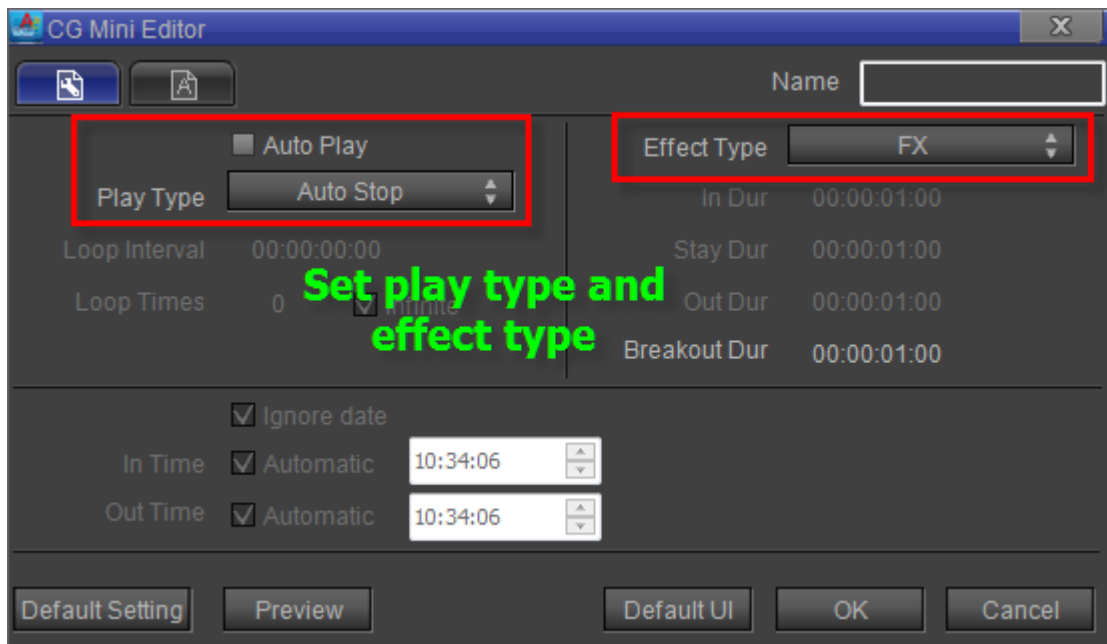 CG Mini Editor
Name
Auto Play
Effect Type FX
Play Type Auto Stop
In Dur 00:00:01:00
Loop Interval 00:00:00:00
Stay Dur 00:00:01:00
Set play type and
Loop Times 0 Infinite
Out Dur 00:00:01:00
effect type
Breakout Dur 00:00:01:00
Ignore date
In Time Automatic 10:34:06
Out Time Automatic 10:34:06
Default Setting Preview Default UI OK Cancel